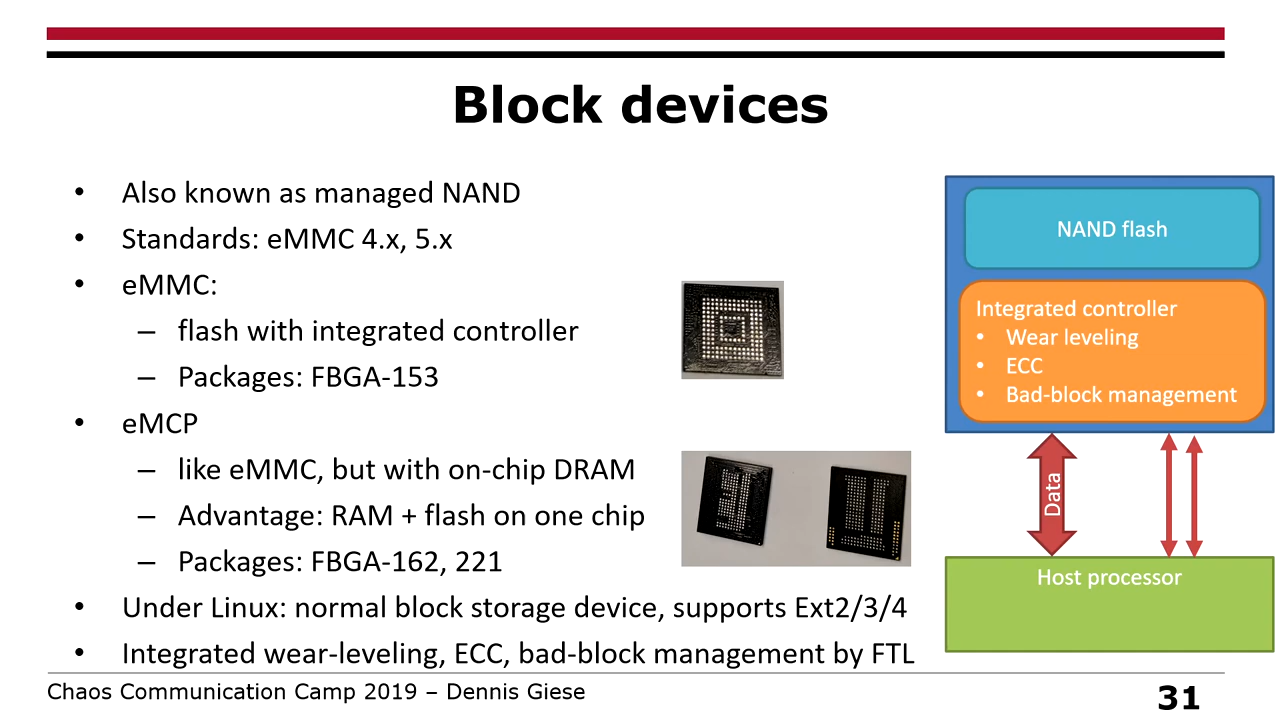 Block devices
• Also known as managed NAND
• Standards: eMMC 4.x, 5.x
• eMMC:
– flash with integrated controller
– Packages: FBGA-153
• eMCP
– like eMMC, but with on-chip DRAM
– Advantage: RAM + flash on one chip
– Packages: FBGA-162, 221
• Under Linux: normal block storage device, supports Ext2/3/4
• Integrated wear-leveling, ECC, bad-block management by FTL
NAND flash
Integrated controller
• Wear leveling
• ECC
• Bad-block management
Data
Host processor
Chaos Communication Camp 2019 – Dennis Giese
31